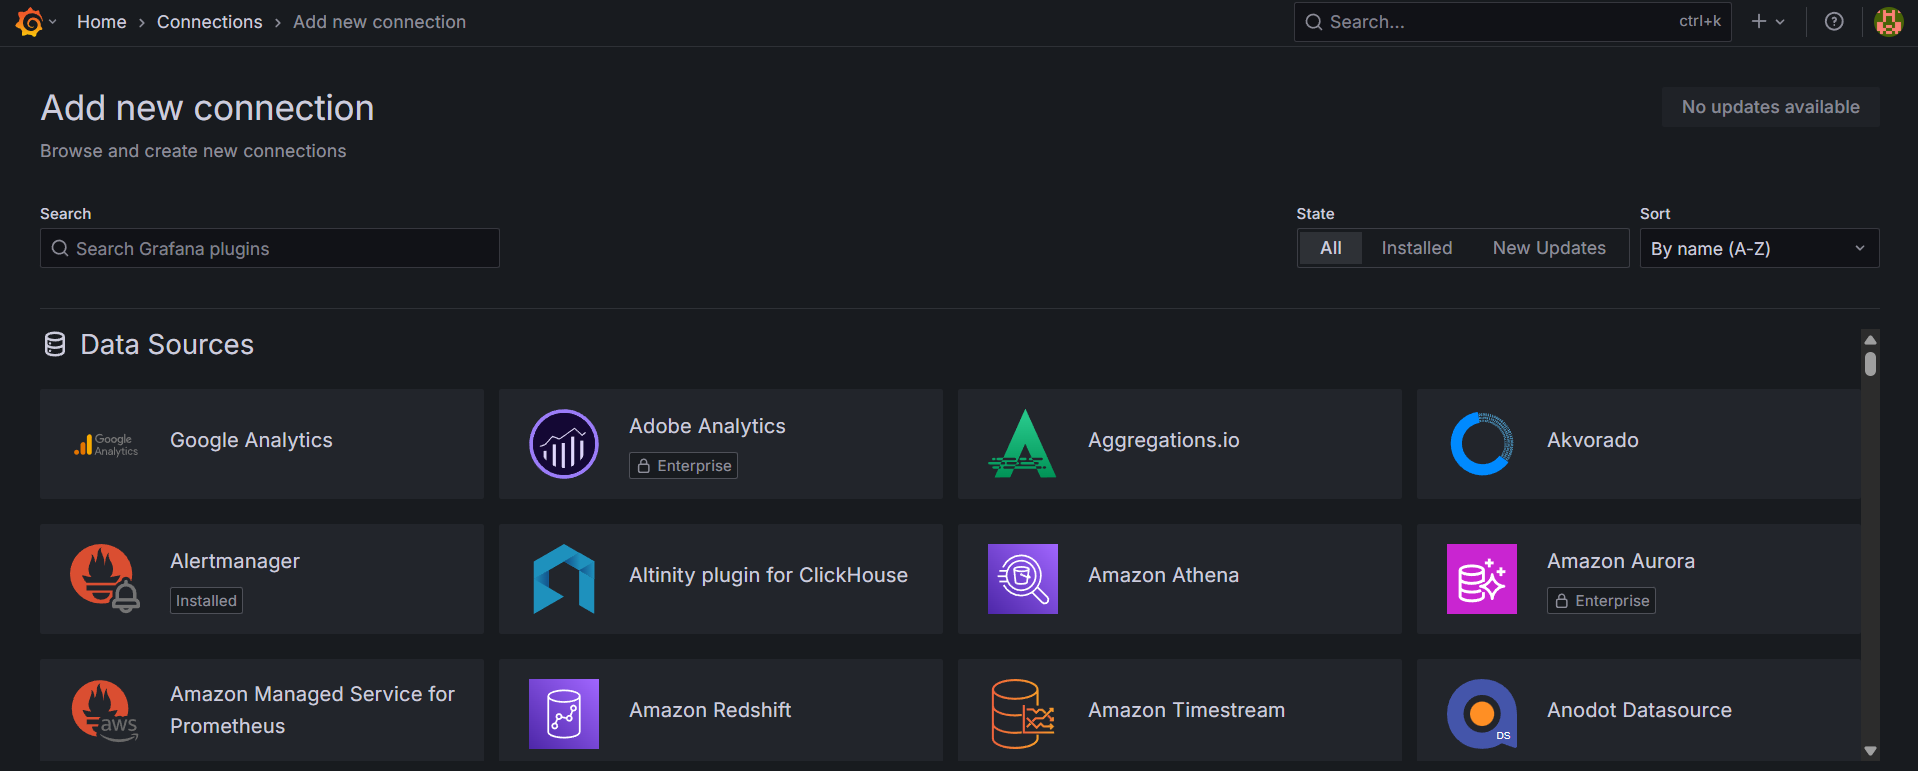 Home > Connections > Add new connection
Search... ctrl+k
Add new connection
No updates available
Browse and create new connections
Search
State
Sort
Search Grafana plugins
All Installed New Updates
By name (A-Z)
Data Sources
Google Analytics
Google Analytics
Adobe Analytics
Enterprise
Aggregations.io
Akvorado
Alertmanager
Installed
Altinity plugin for ClickHouse
Amazon Athena
Amazon Aurora
Enterprise
aws
Amazon Managed Service for
Prometheus
Amazon Redshift
Amazon Timestream
DS
Anodot Datasource